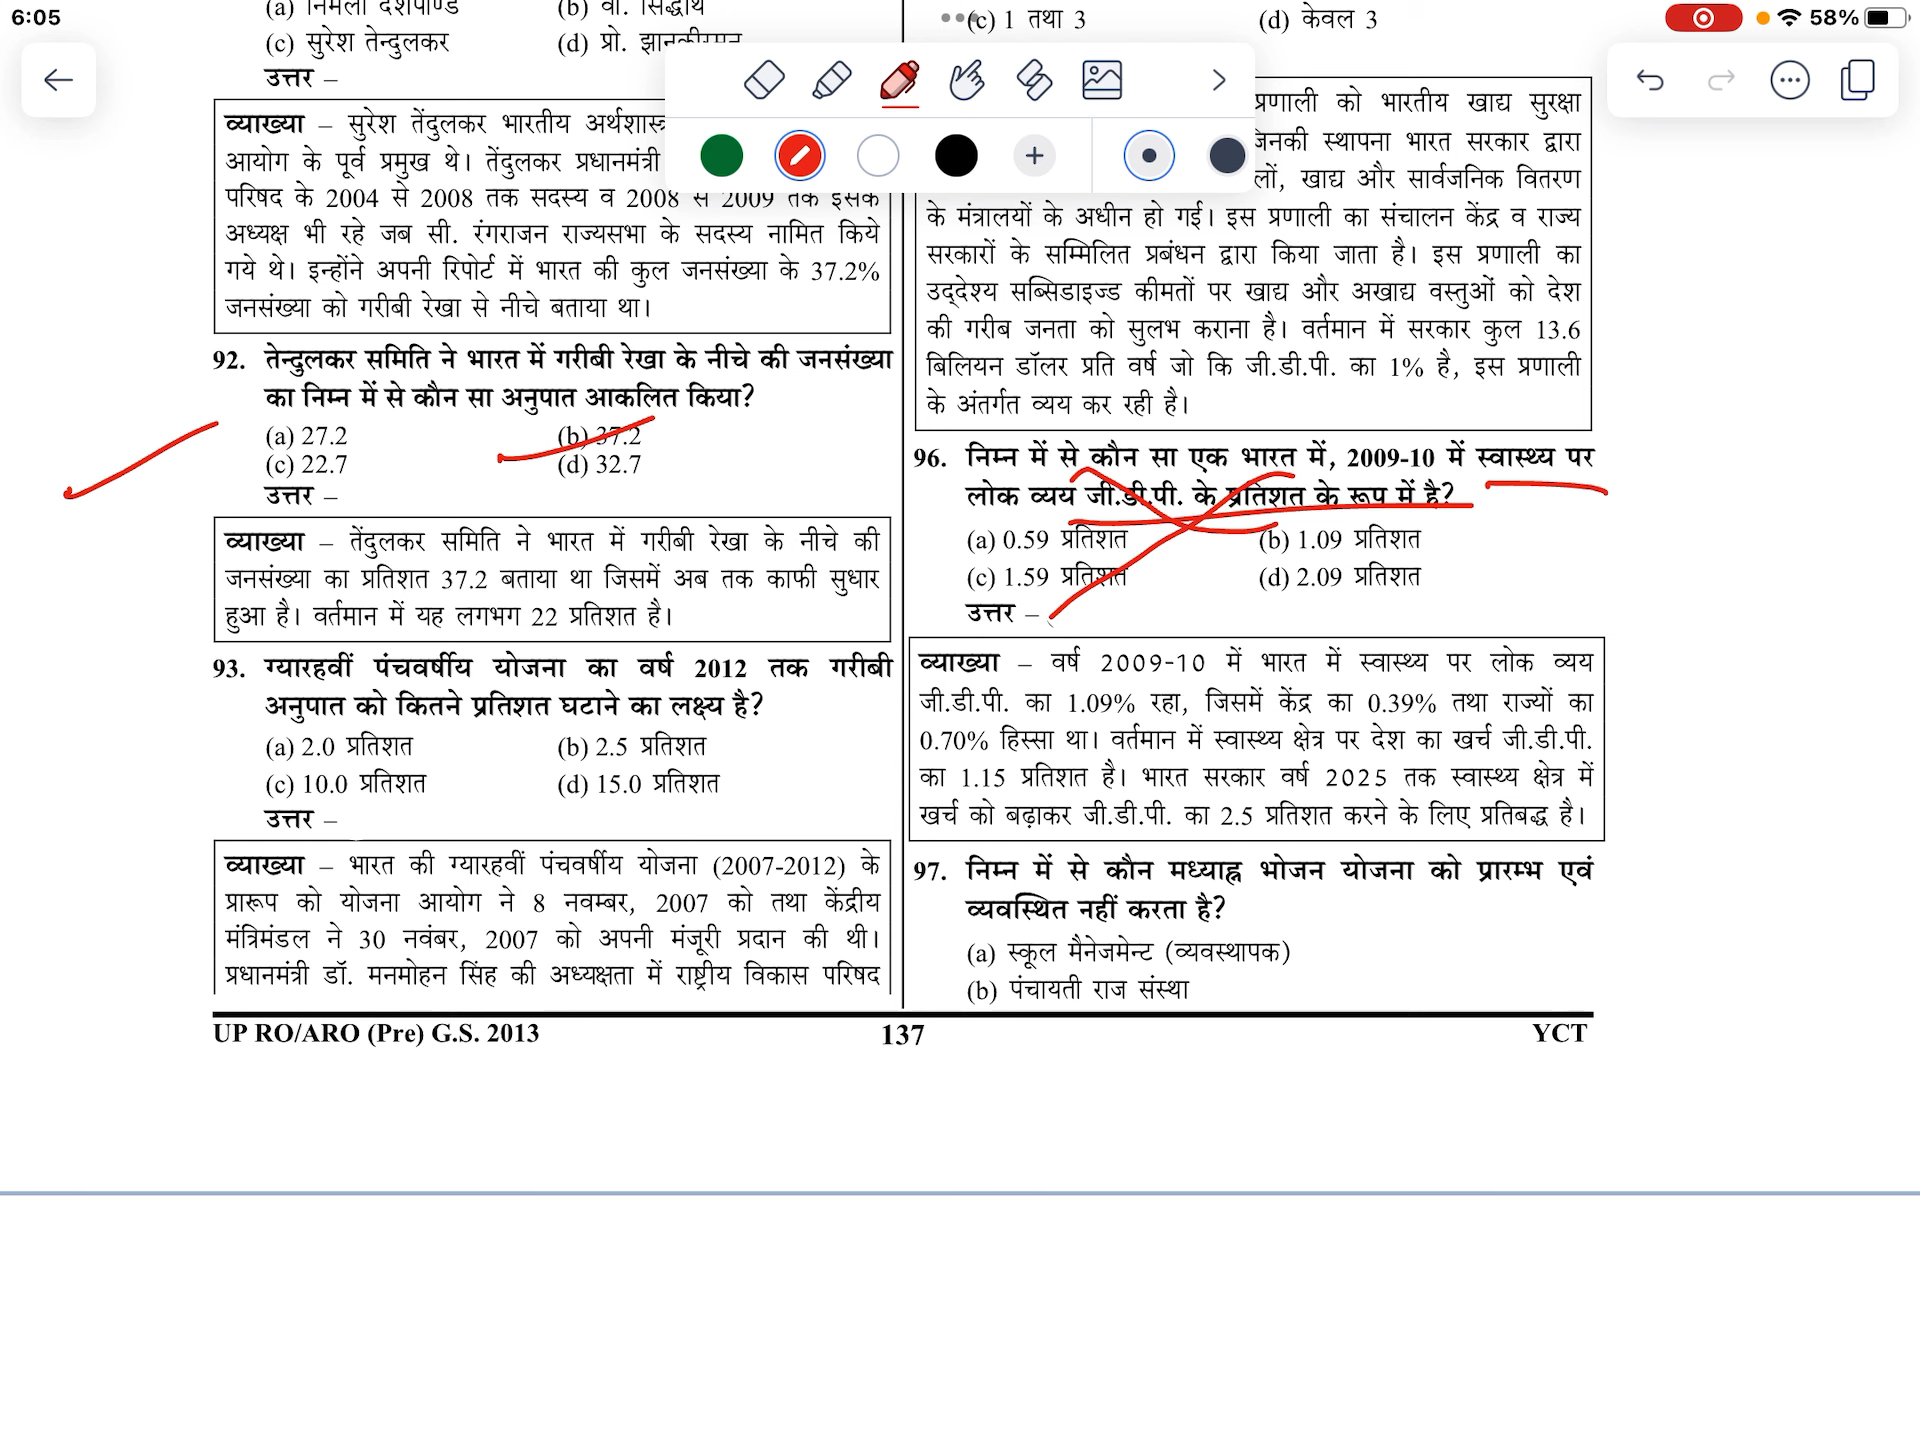 6:05
58%
(c) सुरेश तेन्दुलकर
(d) प्रो.
उत्तर –
व्याख्या – सुरेश तेंदुलकर भारतीय
आयोग के पूर्व प्रमुख थे। तेंदुलकर प्रधानमंत्री
परिषद के 2004 से 2008 तक सदस्य व 2008 से 2009 तक इसके
अध्यक्ष भी रहे जब सी. रंगराजन राज्यसभा के सदस्य नामित किये
गये थे। इन्होंने अपनी रिपोर्ट में भारत की कुल जनसंख्या के 37.2%
जनसंख्या को गरीबी रेखा से नीचे बताया था।
92. तेन्दुलकर समिति ने भारत में गरीबी रेखा के नीचे की जनसंख्या
का निम्न में से कौन सा अनुपात आकलित किया?
(a) 27.2 (b) 37.2
(c) 22.7 (d) 32.7
उत्तर –
व्याख्या – तेंदुलकर समिति ने भारत में गरीबी रेखा के नीचे की
जनसंख्या का प्रतिशत 37.2 बताया था जिसमें अब तक काफी सुधार
हुआ है। वर्तमान में यह लगभग 22 प्रतिशत है।
93. ग्यारहवीं पंचवर्षीय योजना का वर्ष 2012 तक गरीबी
अनुपात को कितने प्रतिशत घटाने का लक्ष्य है?
(a) 2.0 प्रतिशत (b) 2.5 प्रतिशत
(c) 10.0 प्रतिशत (d) 15.0 प्रतिशत
उत्तर –
व्याख्या – भारत की ग्यारहवीं पंचवर्षीय योजना (2007-2012) के
प्रारूप को योजना आयोग ने 8 नवम्बर, 2007 को तथा केंद्रीय
मंत्रिमंडल ने 30 नवंबर, 2007 को अपनी मंजूरी प्रदान की थी।
प्रधानमंत्री डॉ. मनमोहन सिंह की अध्यक्षता में राष्ट्रीय विकास परिषद
(c) 1 तथा 3 (d) केवल 3
प्रणाली को भारतीय खाद्य सुरक्षा
जिनकी स्थापना भारत सरकार द्वारा
खाद्य और सार्वजनिक वितरण
के मंत्रालयों के अधीन हो गई। इस प्रणाली का संचालन केंद्र व राज्य
सरकारों के सम्मिलित प्रबंधन द्वारा किया जाता है। इस प्रणाली का
उद्देश्य सब्सिडाइज्ड कीमतों पर खाद्य और अखाद्य वस्तुओं को देश
की गरीब जनता को सुलभ कराना है। वर्तमान में सरकार कुल 13.6
बिलियन डॉलर प्रति वर्ष जो कि जी.डी.पी. का 1% है, इस प्रणाली
के अंतर्गत व्यय कर रही है।
96. निम्न में से कौन सा एक भारत में, 2009-10 में स्वास्थ्य पर
लोक व्यय जी.डी.पी. के प्रतिशत के रूप में है?
(a) 0.59 प्रतिशत (b) 1.09 प्रतिशत
(c) 1.59 प्रतिशत (d) 2.09 प्रतिशत
उत्तर –
व्याख्या – वर्ष 2009-10 में भारत में स्वास्थ्य पर लोक व्यय
जी.डी.पी. का 1.09% रहा, जिसमें केंद्र का 0.39% तथा राज्यों का
0.70% हिस्सा था। वर्तमान में स्वास्थ्य क्षेत्र पर देश का खर्च जी.डी.पी.
का 1.15 प्रतिशत है। भारत सरकार वर्ष 2025 तक स्वास्थ्य क्षेत्र में
खर्च को बढ़ाकर जी.डी.पी. का 2.5 प्रतिशत करने के लिए प्रतिबद्ध है।
97. निम्न में से कौन मध्याह्न भोजन योजना को प्रारम्भ एवं
व्यवस्थित नहीं करता है?
(a) स्कूल मैनेजमेन्ट (व्यवस्थापक)
(b) पंचायती राज संस्था
UP RO/ARO (Pre) G.S. 2013 137 YCT